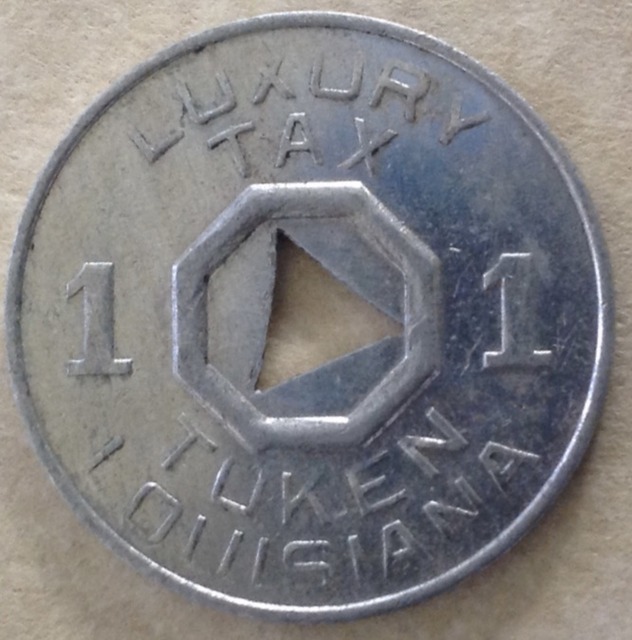 LUXURY
TAX
1 1
TOKEN
LOUISIANA